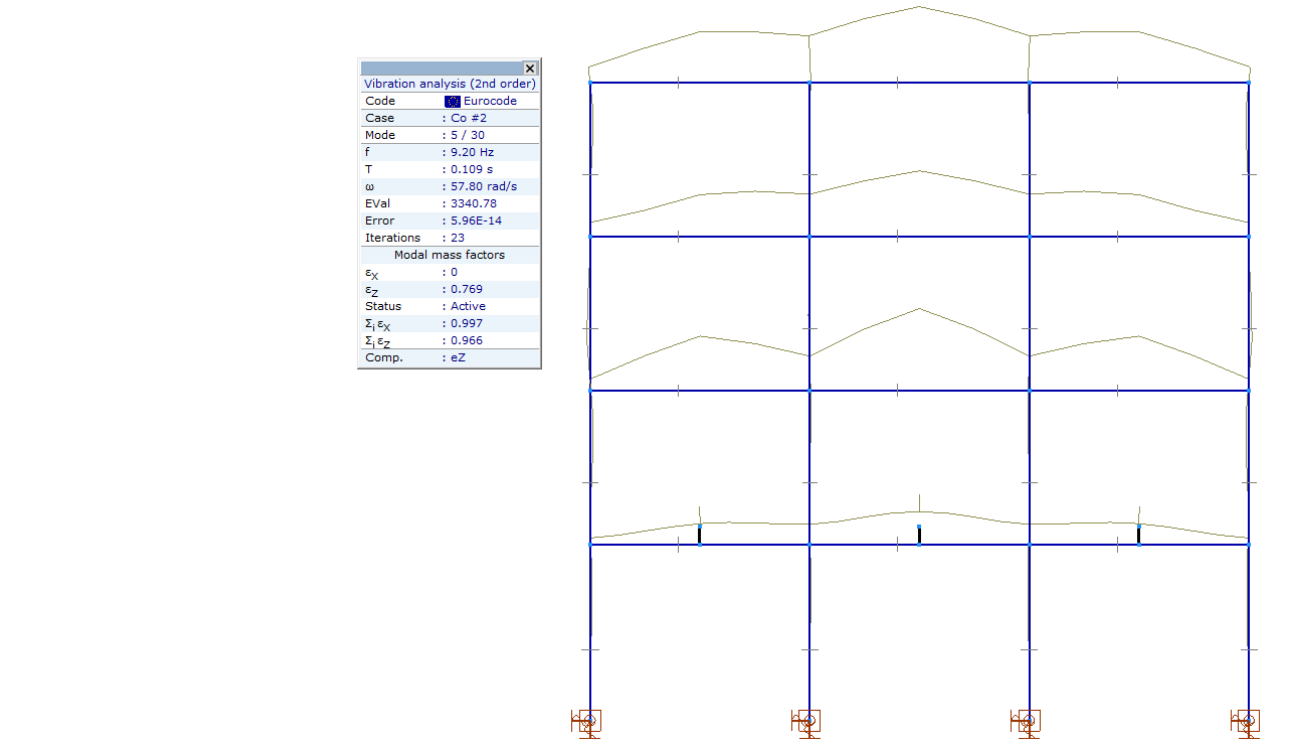 Vibration analysis (2nd order)
Code Eurocode
Case : Co #2
Mode : 5 / 30
f : 9.20 Hz
T : 0.109 s
ω : 57.80 rad/s
EVal : 3340.78
Error : 5.96E-14
Iterations : 23
Modal mass factors
εX : 0
εZ : 0.769
Status : Active
Σi εX : 0.997
Σi εZ : 0.966
Comp. : eZ